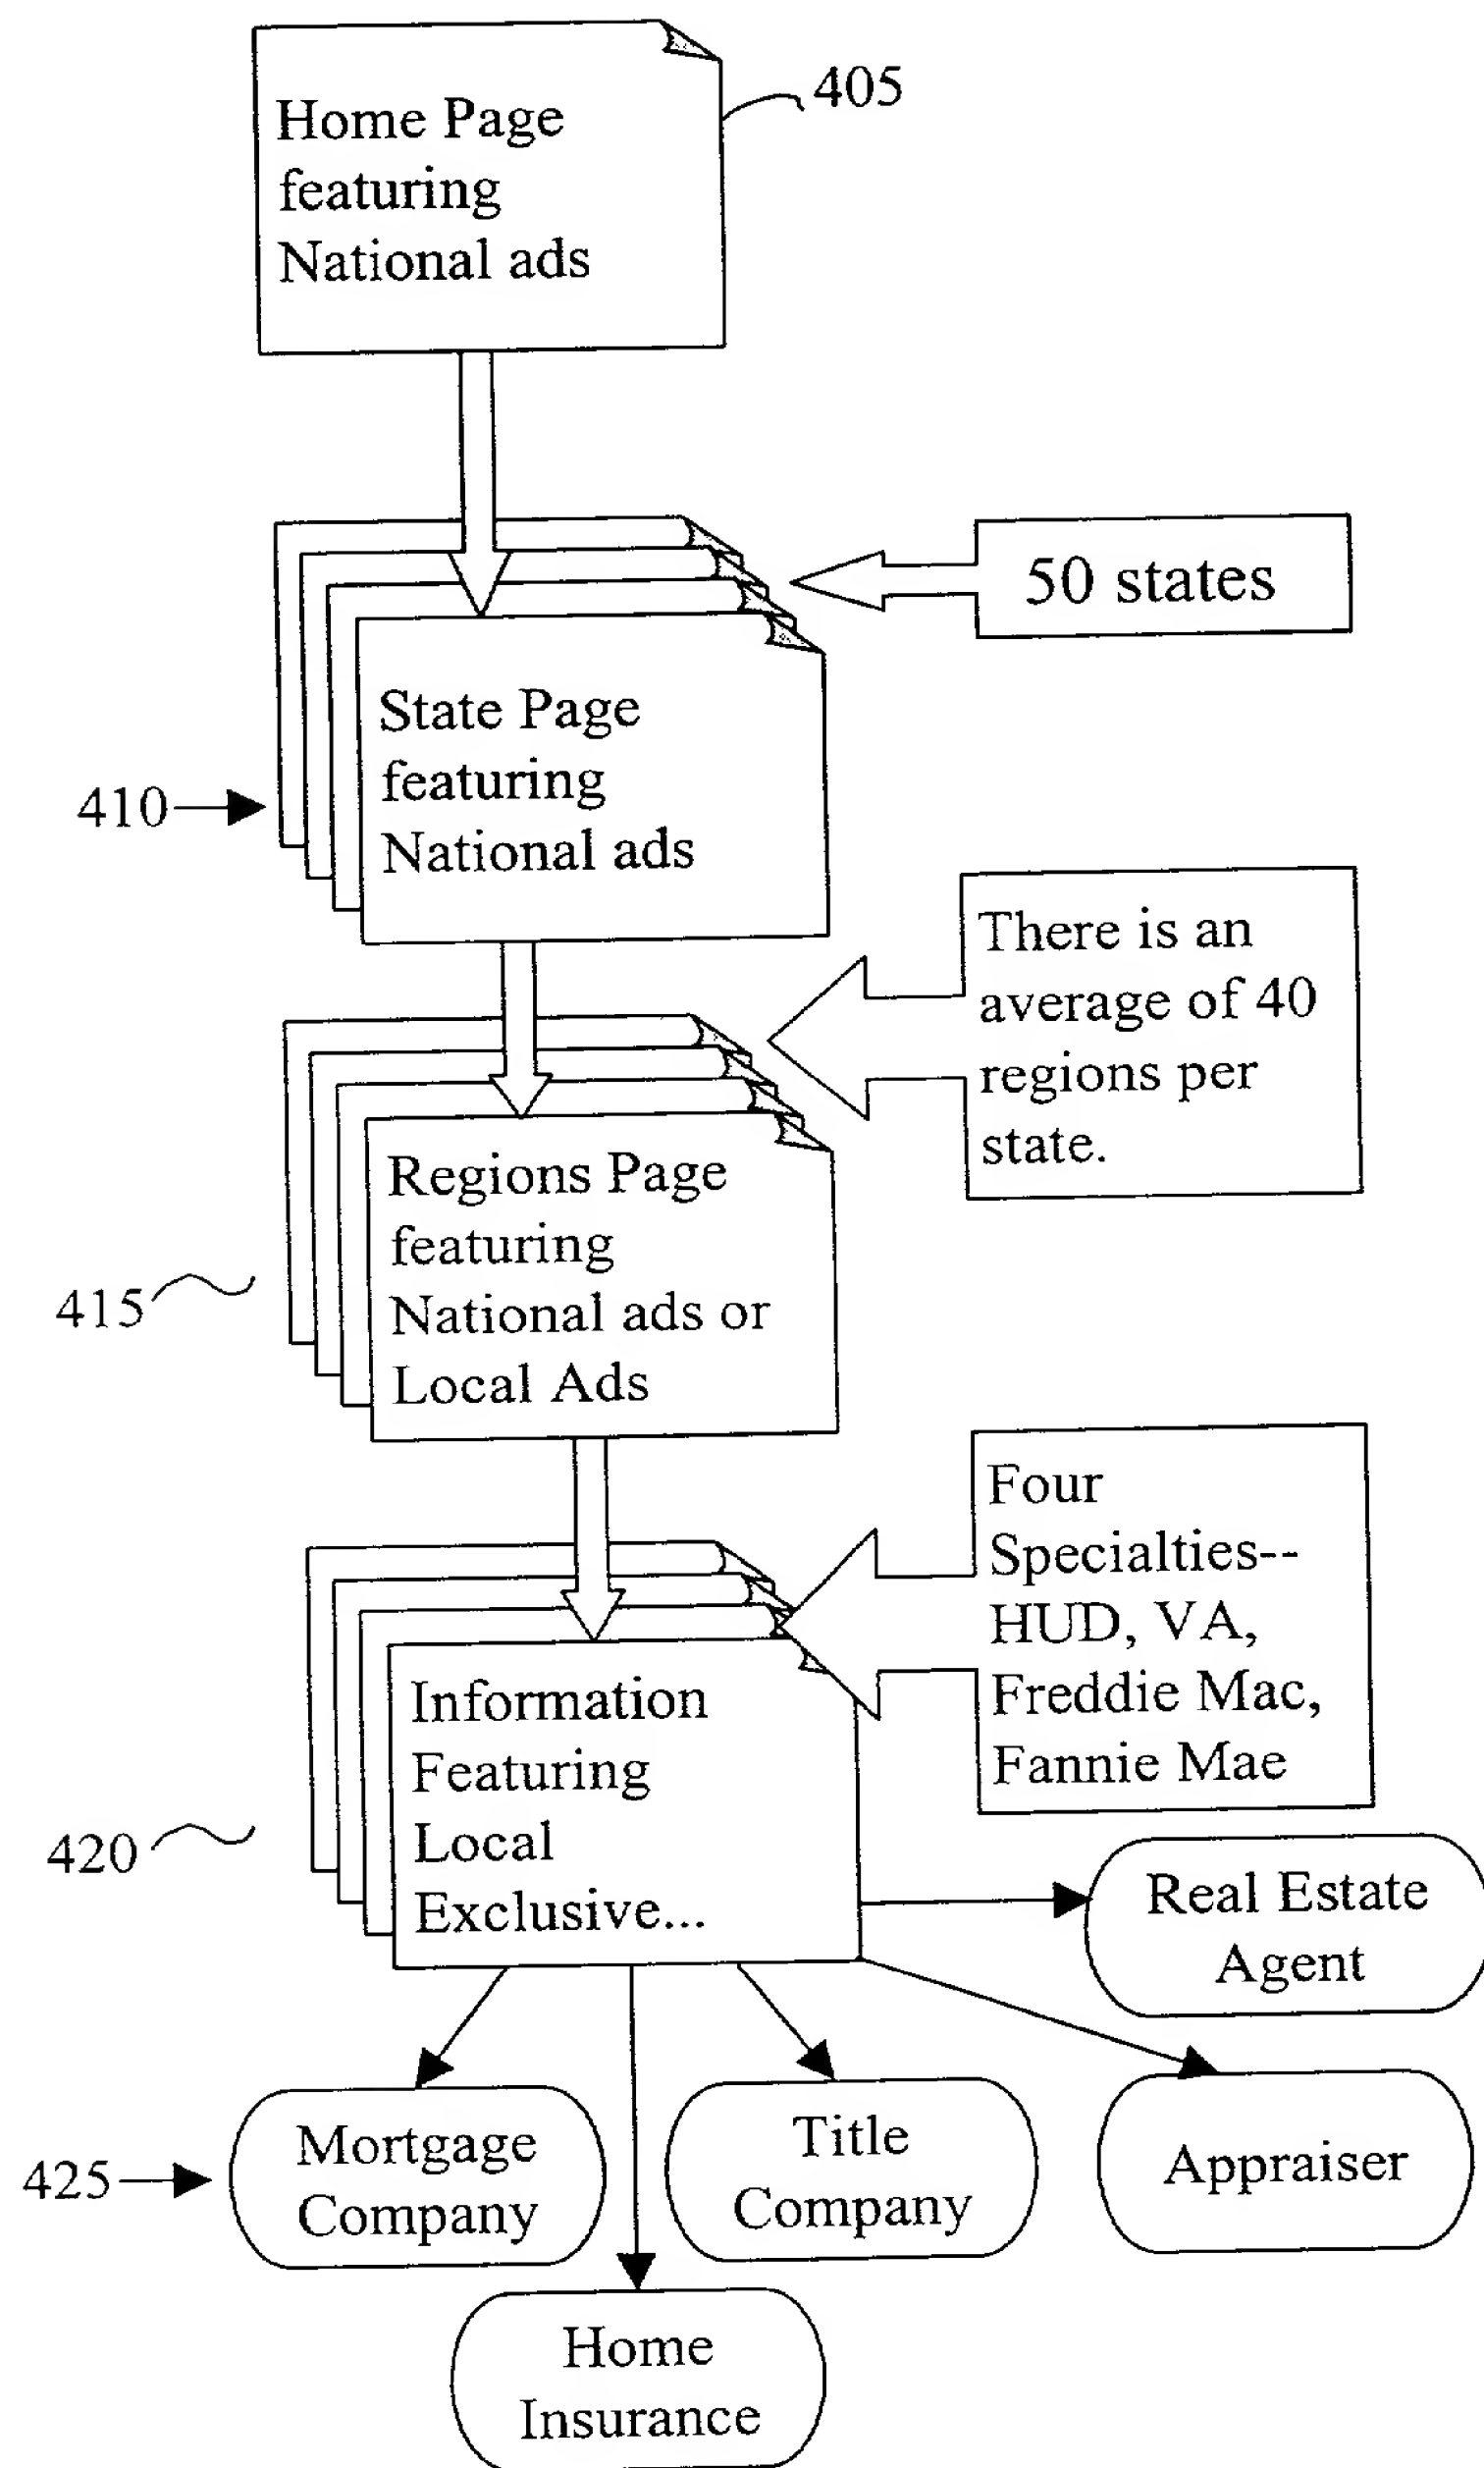 Home Page
featuring
National ads
405
50 states
State Page
featuring
National ads
410
There is an
average of 40
regions per
state.
Regions Page
featuring
National ads or
Local Ads
415
Four
Specialties--
HUD, VA,
Freddie Mac,
Fannie Mae
Information
Featuring
Local
Exclusive...
420
Real Estate
Agent
Mortgage
Company
425
Title
Company
Appraiser
Home
Insurance